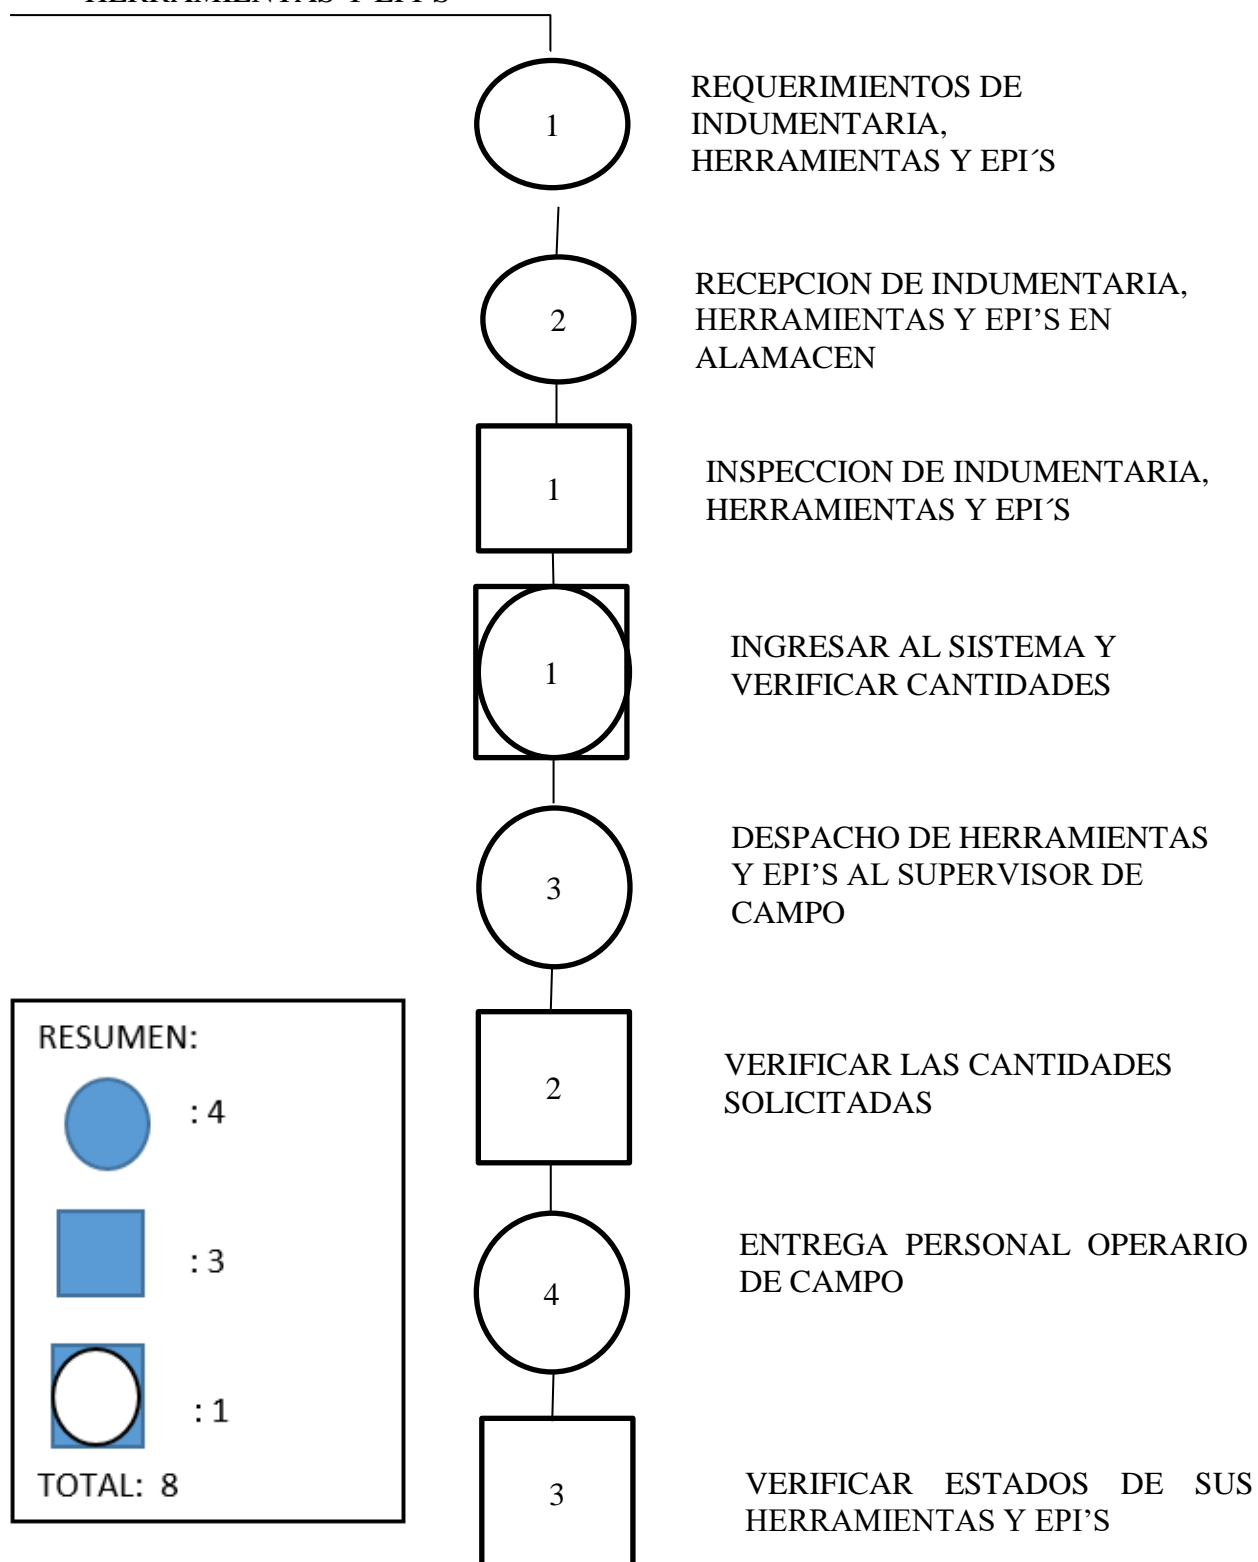 HERRAMIENTAS Y EPI'S
1
REQUERIMIENTOS DE
INDUMENTARIA,
HERRAMIENTAS Y EPI´S
2
RECEPCION DE INDUMENTARIA,
HERRAMIENTAS Y EPI’S EN
ALAMACEN
1
INSPECCION DE INDUMENTARIA,
HERRAMIENTAS Y EPI´S
1
INGRESAR AL SISTEMA Y
VERIFICAR CANTIDADES
3
DESPACHO DE HERRAMIENTAS
Y EPI’S AL SUPERVISOR DE
CAMPO
2
VERIFICAR LAS CANTIDADES
SOLICITADAS
4
ENTREGA PERSONAL OPERARIO
DE CAMPO
3
VERIFICAR ESTADOS DE SUS
HERRAMIENTAS Y EPI’S
RESUMEN:
: 4
: 3
: 1
TOTAL: 8